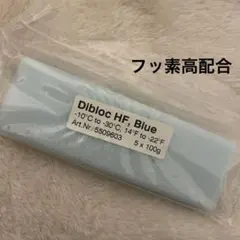 フッ素高配合
Dibloc HF, Blue
-10°C to -30°C, 14°F to -22°F
Art.Nr: 5509603 5 x 100g